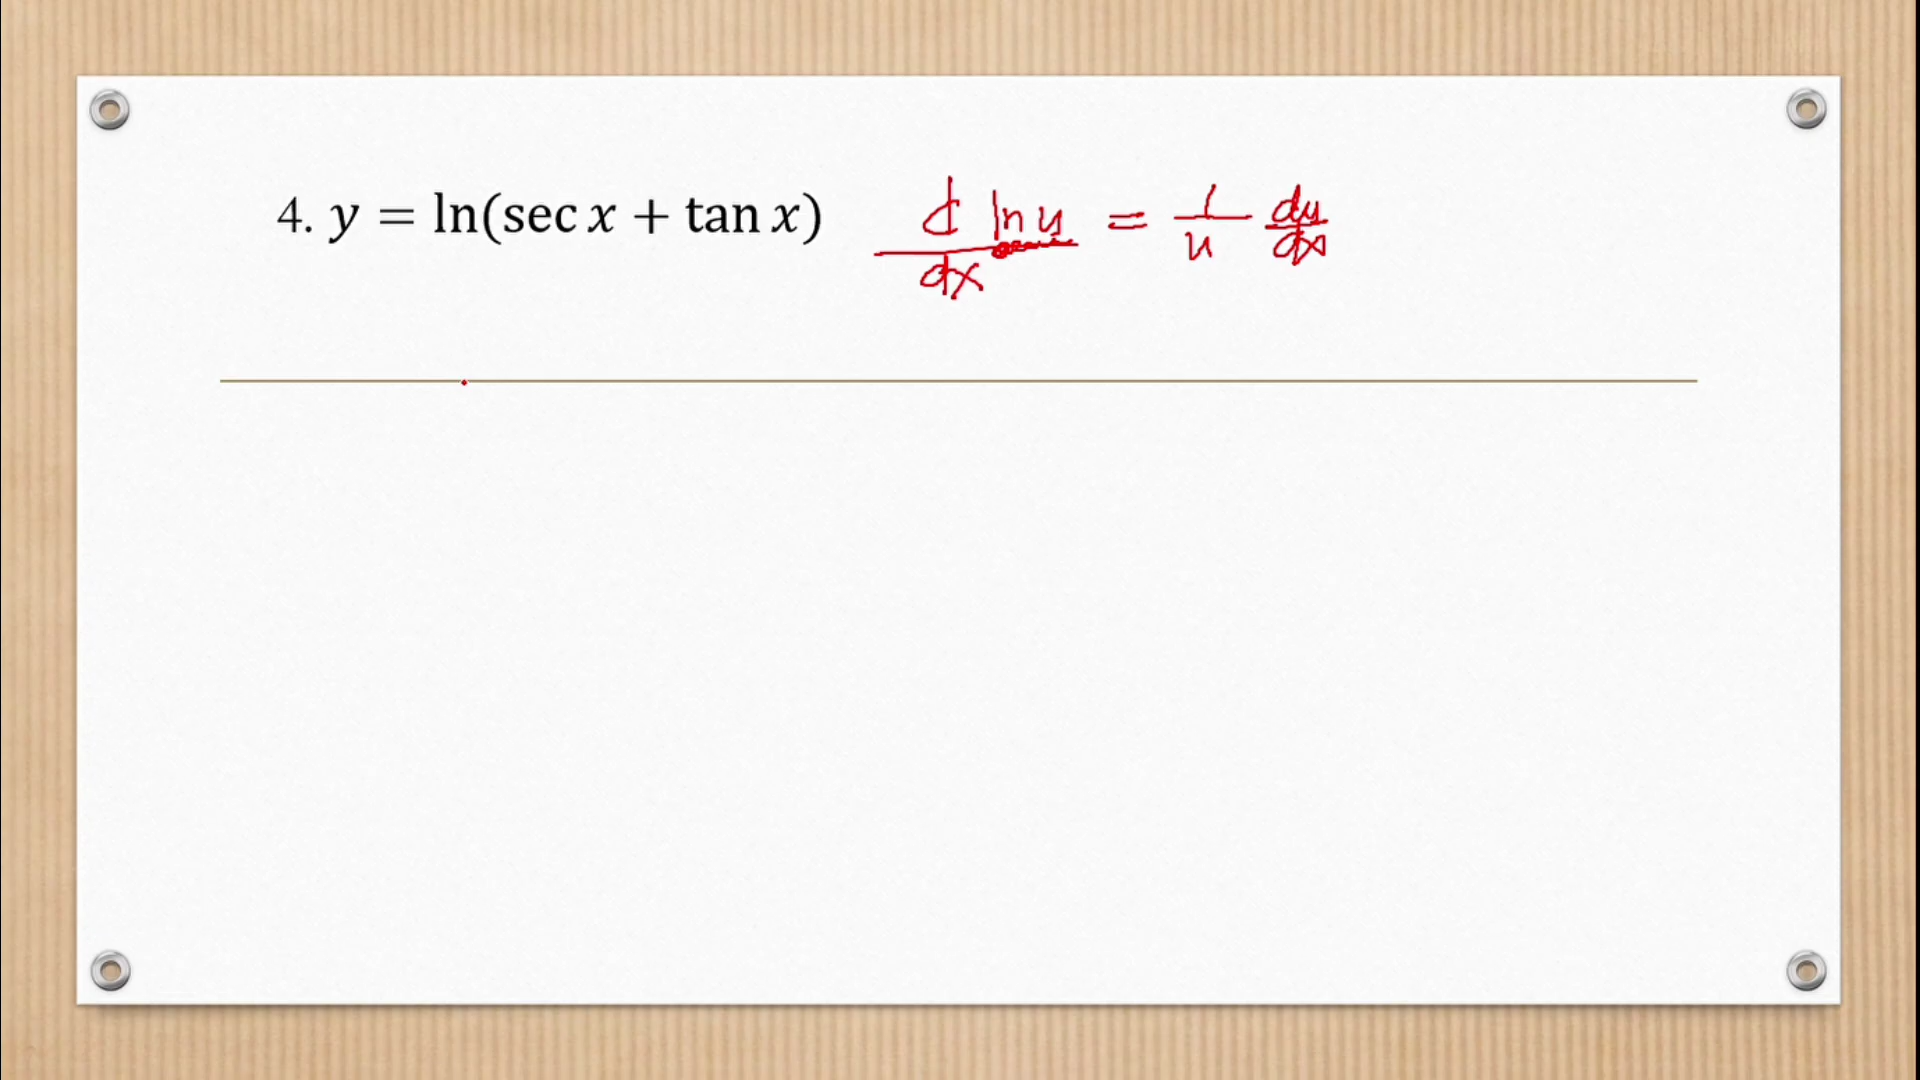 4. y = ln(sec x + tan x) d ln u / dx = 1/u du/dx